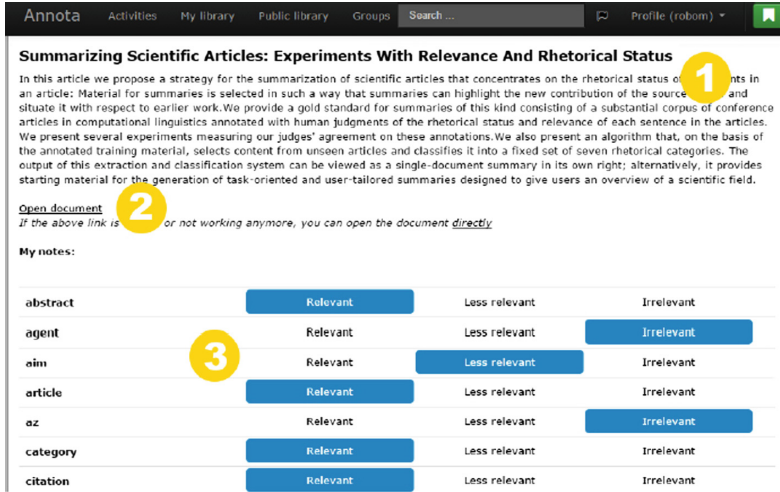 Annota Activities My library Public library Groups Search ... Profile (robom)
Summarizing Scientific Articles: Experiments With Relevance And Rhetorical Status
In this article we propose a strategy for the summarization of scientific articles that concentrates on the rhetorical status of nts in
an article: Material for summaries is selected in such a way that summaries can highlight the new contribution of the source and
situate it with respect to earlier work.We provide a gold standard for summaries of this kind consisting of a substantial corpus of conference
articles in computational linguistics annotated with human judgments of the rhetorical status and relevance of each sentence in the articles.
We present several experiments measuring our judges' agreement on these annotations.We also present an algorithm that, on the basis of
the annotated training material, selects content from unseen articles and classifies it into a fixed set of seven rhetorical categories. The
output of this extraction and classification system can be viewed as a single-document summary in its own right; alternatively, it provides
starting material for the generation of task-oriented and user-tailored summaries designed to give users an overview of a scientific field.
1
Open document
2
If the above link is or not working anymore, you can open the document directly
My notes:
abstract Relevant Less relevant Irrelevant
agent Relevant Less relevant Irrelevant
3
aim Relevant Less relevant Irrelevant
article Relevant Less relevant Irrelevant
az Relevant Less relevant Irrelevant
category Relevant Less relevant Irrelevant
citation Relevant Less relevant Irrelevant